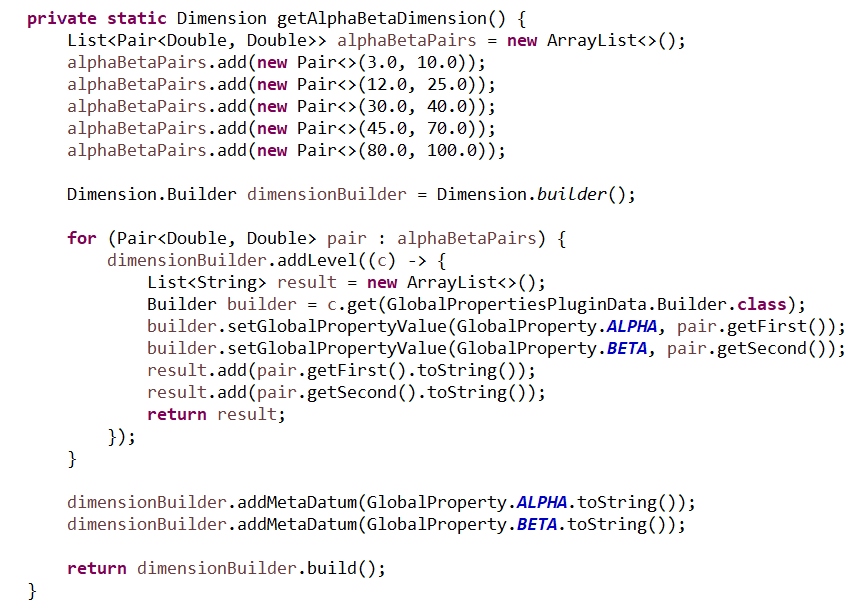 private static Dimension getAlphaBetaDimension() {
    List<Pair<Double, Double>> alphaBetaPairs = new ArrayList<>();
    alphaBetaPairs.add(new Pair<>(3.0, 10.0));
    alphaBetaPairs.add(new Pair<>(12.0, 25.0));
    alphaBetaPairs.add(new Pair<>(30.0, 40.0));
    alphaBetaPairs.add(new Pair<>(45.0, 70.0));
    alphaBetaPairs.add(new Pair<>(80.0, 100.0));

    Dimension.Builder dimensionBuilder = Dimension.builder();

    for (Pair<Double, Double> pair : alphaBetaPairs) {
        dimensionBuilder.addLevel((c) -> {
            List<String> result = new ArrayList<>();
            Builder builder = c.get(GlobalPropertiesPluginData.Builder.class);
            builder.setGlobalPropertyValue(GlobalProperty.ALPHA, pair.getFirst());
            builder.setGlobalPropertyValue(GlobalProperty.BETA, pair.getSecond());
            result.add(pair.getFirst().toString());
            result.add(pair.getSecond().toString());
            return result;
        });
    }

    dimensionBuilder.addMetaDatum(GlobalProperty.ALPHA.toString());
    dimensionBuilder.addMetaDatum(GlobalProperty.BETA.toString());

    return dimensionBuilder.build();
}